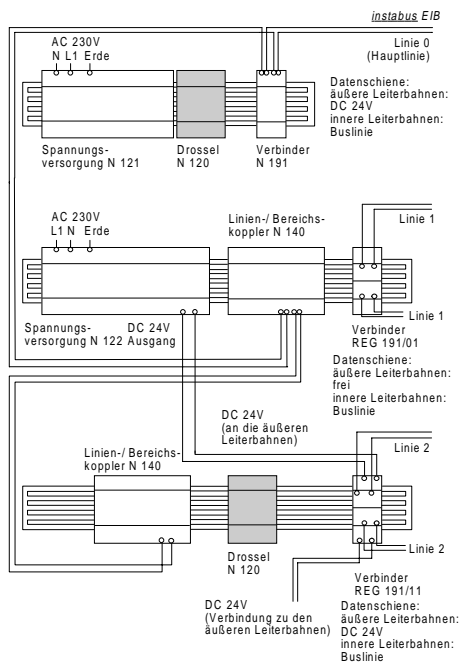 instabus EIB
AC 230V
N L1 Erde
Linie 0
(Hauptlinie)
Datenschiene:
äußere Leiterbahnen:
DC 24V
innere Leiterbahnen:
Buslinie
Spannungs-
versorgung N 121
Drossel
N 120
Verbinder
N 191
AC 230V
L1 N Erde
Linien-/ Bereichs-
koppler N 140
Linie 1
Linie 1
Spannungs-
versorgung N 122
DC 24V
Ausgang
Verbinder
REG 191/01
Datenschiene:
äußere Leiterbahnen:
frei
innere Leiterbahnen:
Buslinie
DC 24V
(an die äußeren
Leiterbahnen)
Linie 2
Linien-/ Bereichs-
koppler N 140
Linie 2
Drossel
N 120
Verbinder
REG 191/11
DC 24V
(Verbindung zu den
äußeren Leiterbahnen)
Datenschiene:
äußere Leiterbahnen:
DC 24V
innere Leiterbahnen:
Buslinie